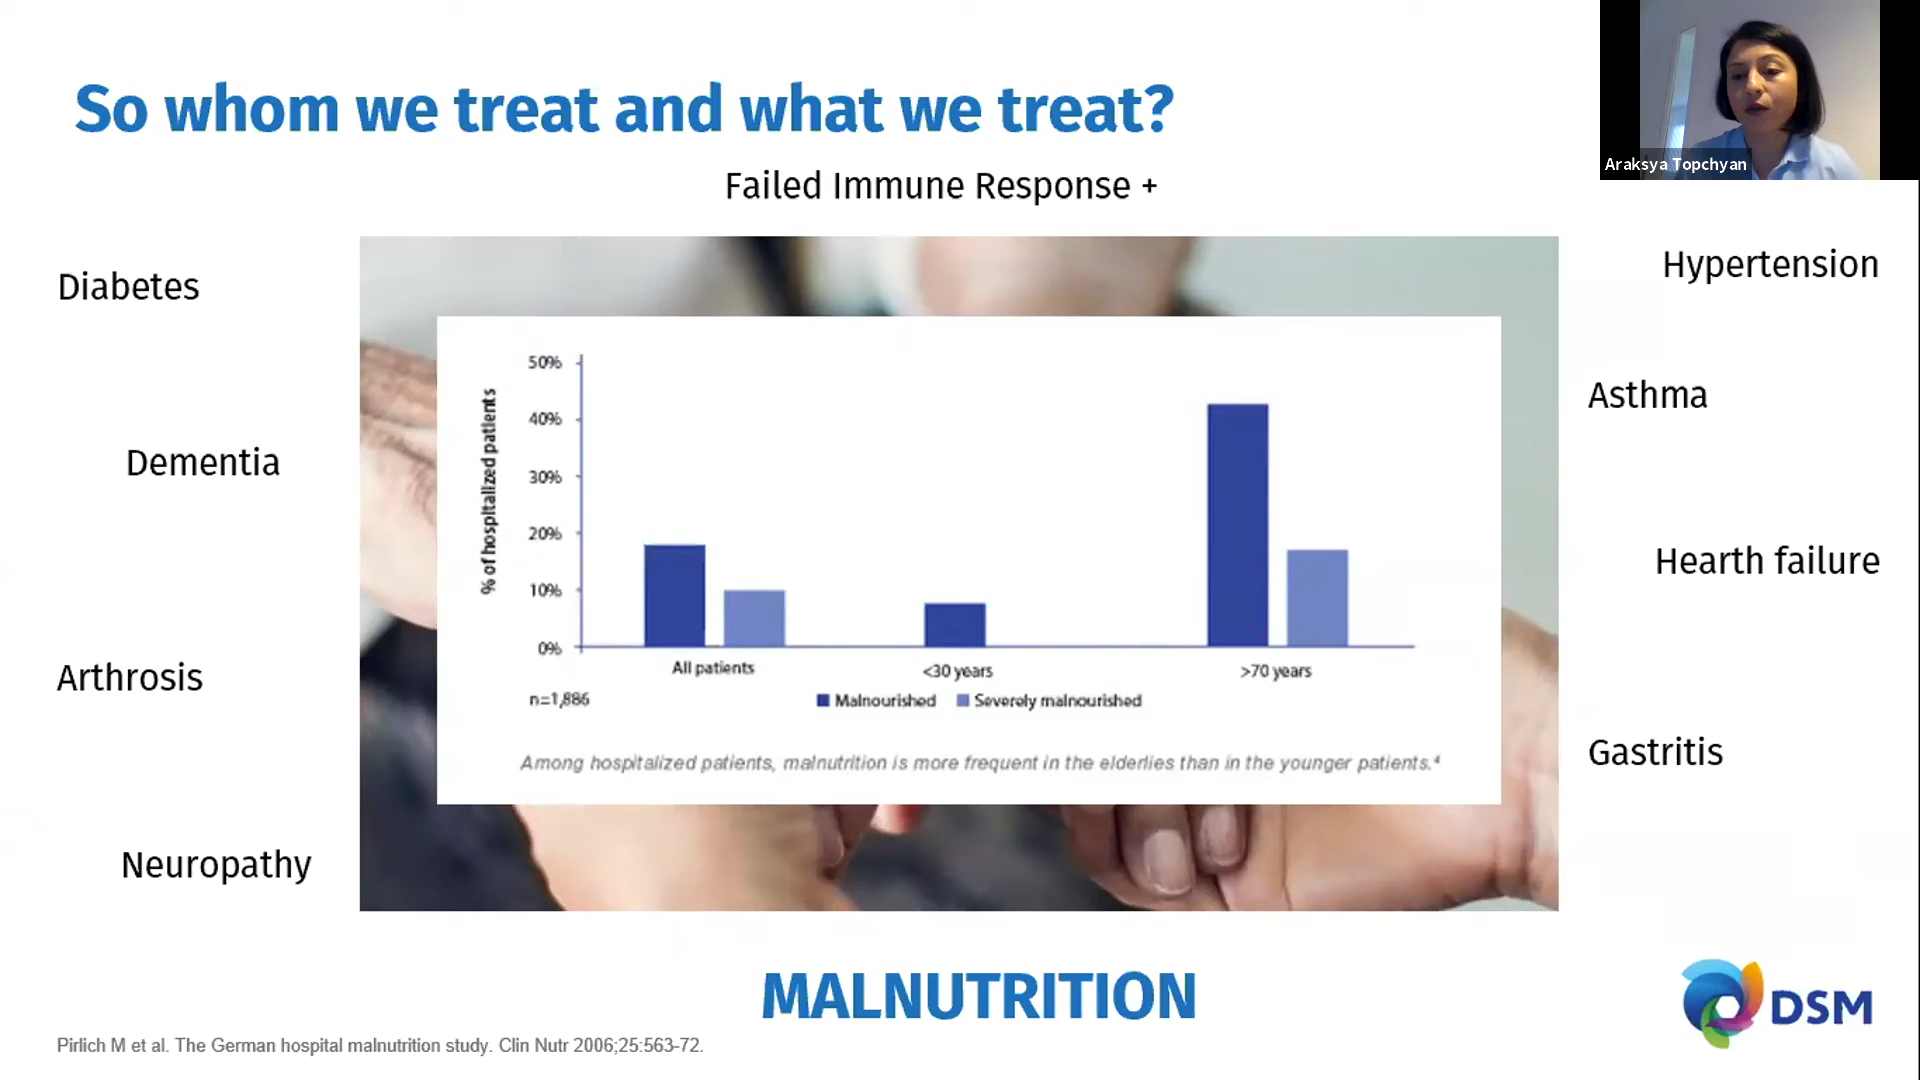 So whom we treat and what we treat?
Araksya Topchyan
Failed Immune Response +
Diabetes
Hypertension
Dementia
Asthma
Arthrosis
Hearth failure
Neuropathy
Gastritis
% of hospitalized patients
50%
40%
30%
20%
10%
0%
All patients
<30 years
>70 years
n=1,886
Malnourished
Severely malnourished
Among hospitalized patients, malnutrition is more frequent in the elderlies than in the younger patients.⁴
MALNUTRITION
DSM
Pirlich M et al. The German hospital malnutrition study. Clin Nutr 2006;25:563-72.